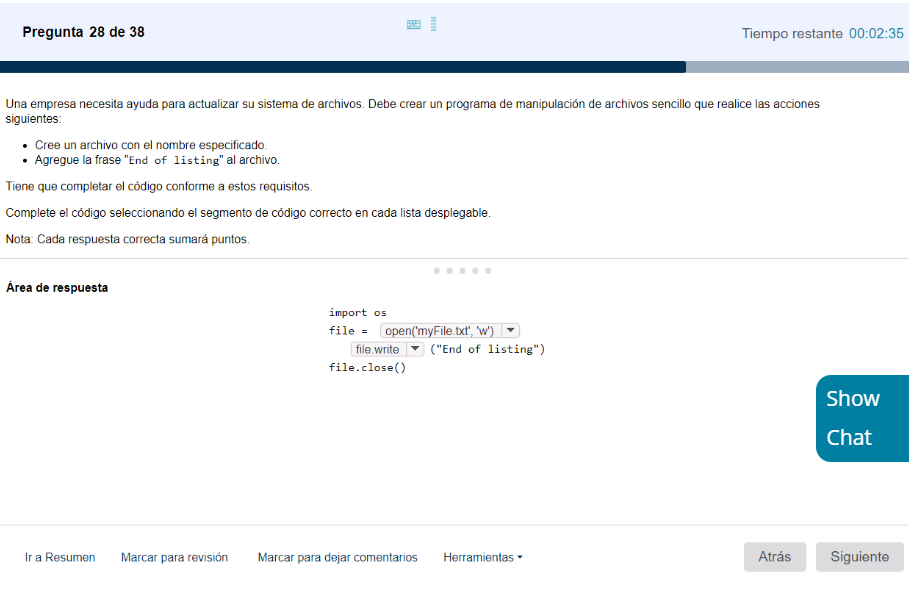 Pregunta 28 de 38
Tiempo restante 00:02:35
Una empresa necesita ayuda para actualizar su sistema de archivos. Debe crear un programa de manipulación de archivos sencillo que realice las acciones
siguientes:
• Cree un archivo con el nombre especificado.
• Agregue la frase "End of listing" al archivo.
Tiene que completar el código conforme a estos requisitos.
Complete el código seleccionando el segmento de código correcto en cada lista desplegable.
Nota: Cada respuesta correcta sumará puntos.
Área de respuesta
import os
file = open('myFile.txt', 'w')
file.write ("End of listing")
file.close()
Show
Chat
Ir a Resumen Marcar para revisión Marcar para dejar comentarios Herramientas Atrás Siguiente